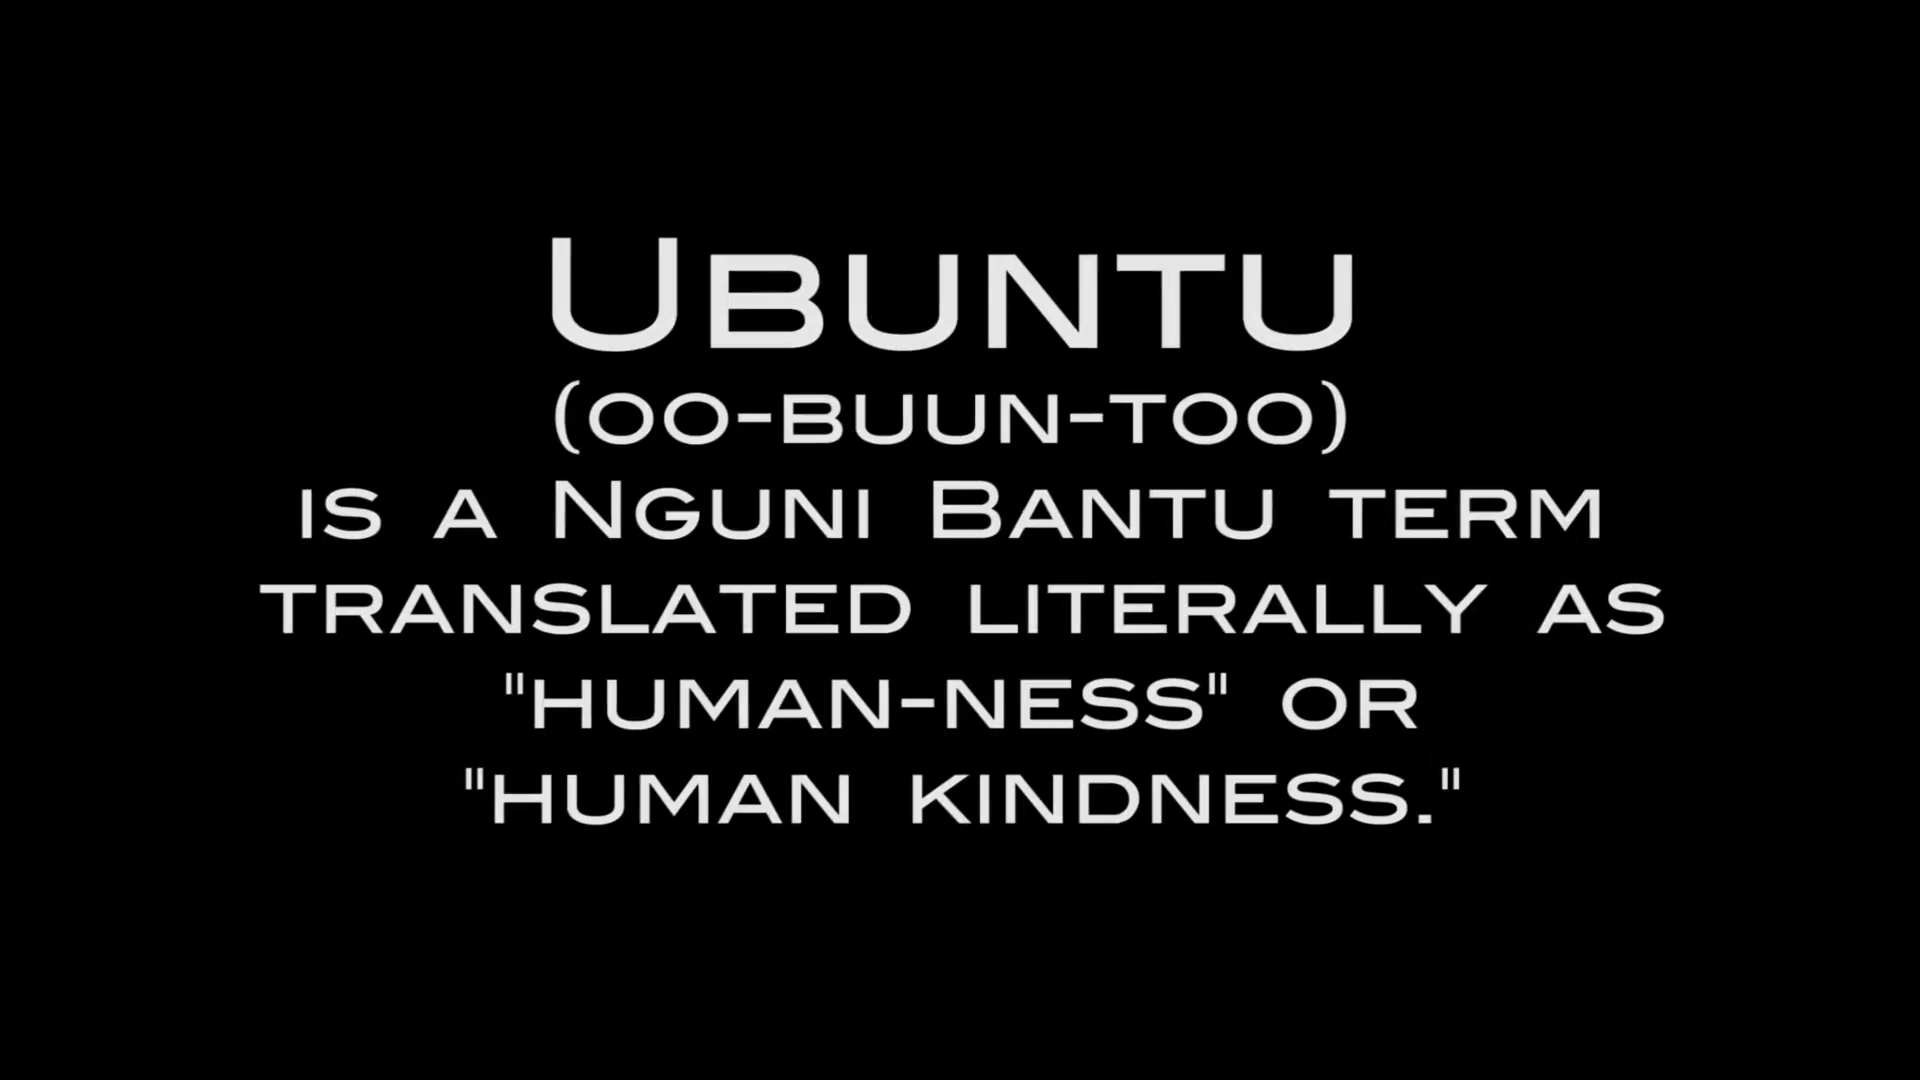 Ubuntu
(oo-buun-too)
is a Nguni Bantu term
translated literally as
"human-ness" or
"human kindness."